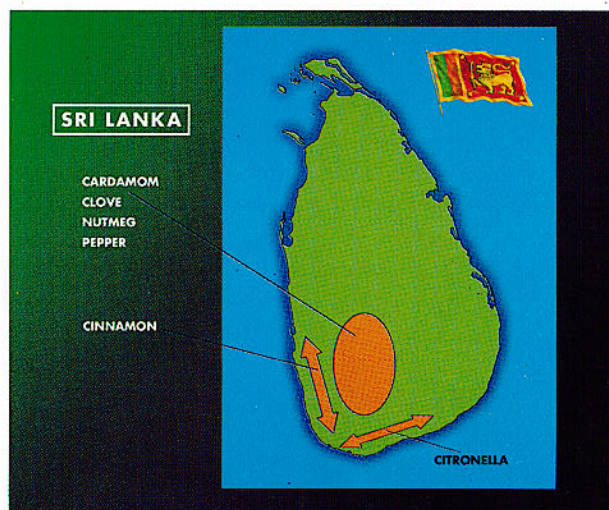 SRI LANKA
CARDAMOM
CLOVE
NUTMEG
PEPPER
CINNAMON
CITRONELLA